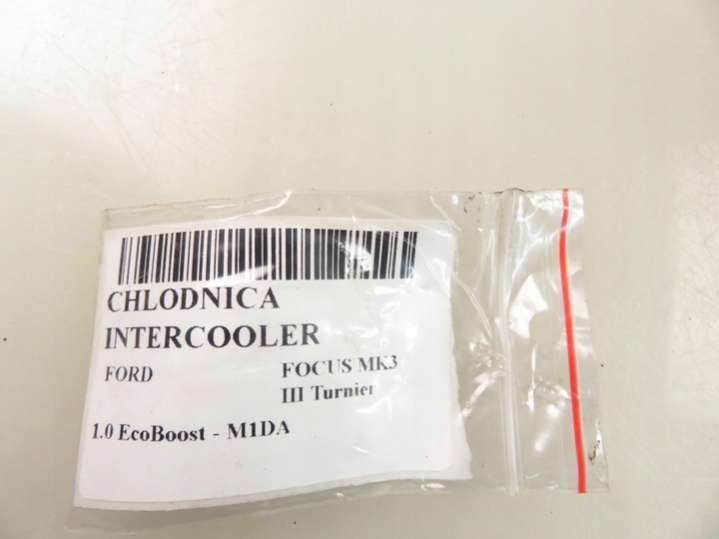 CHLODNICA
INTERCOOLER
FORD FOCUS MK3
III Turnier
1.0 EcoBoost - M1DA